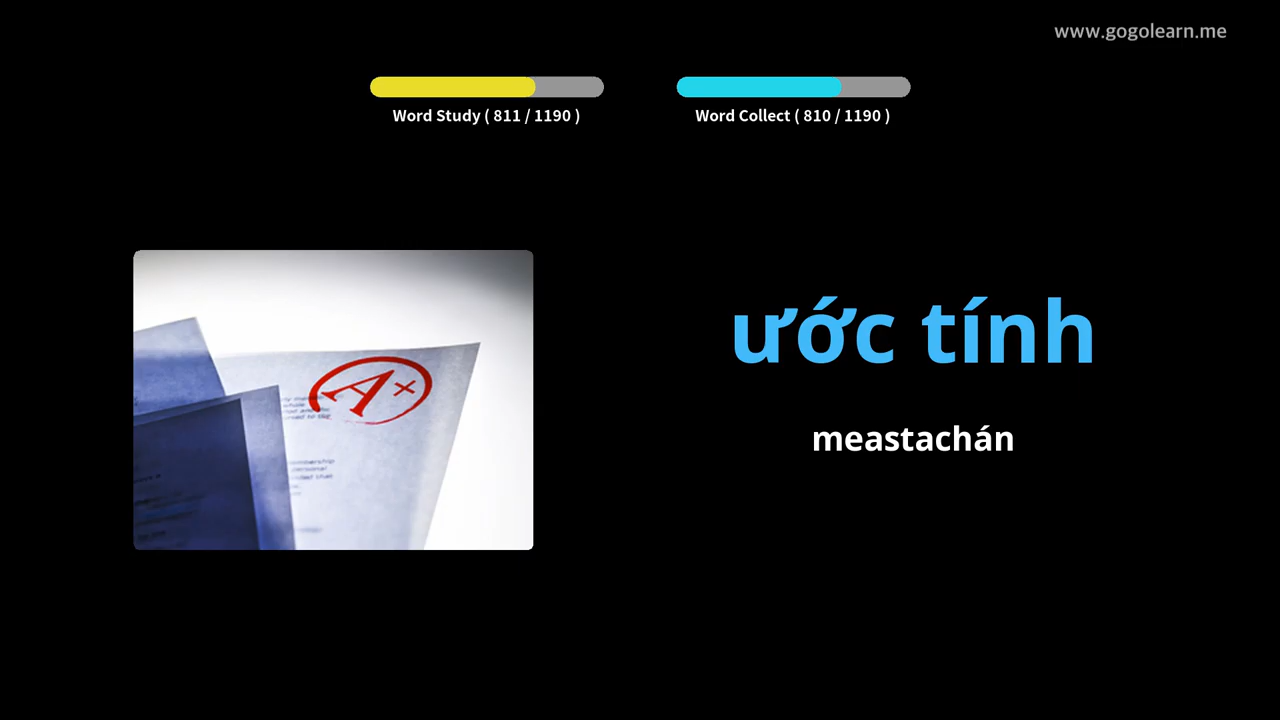 www.gogolearn.me
Word Study ( 811 / 1190 )
Word Collect ( 810 / 1190 )
ước tính
meastachán
A+